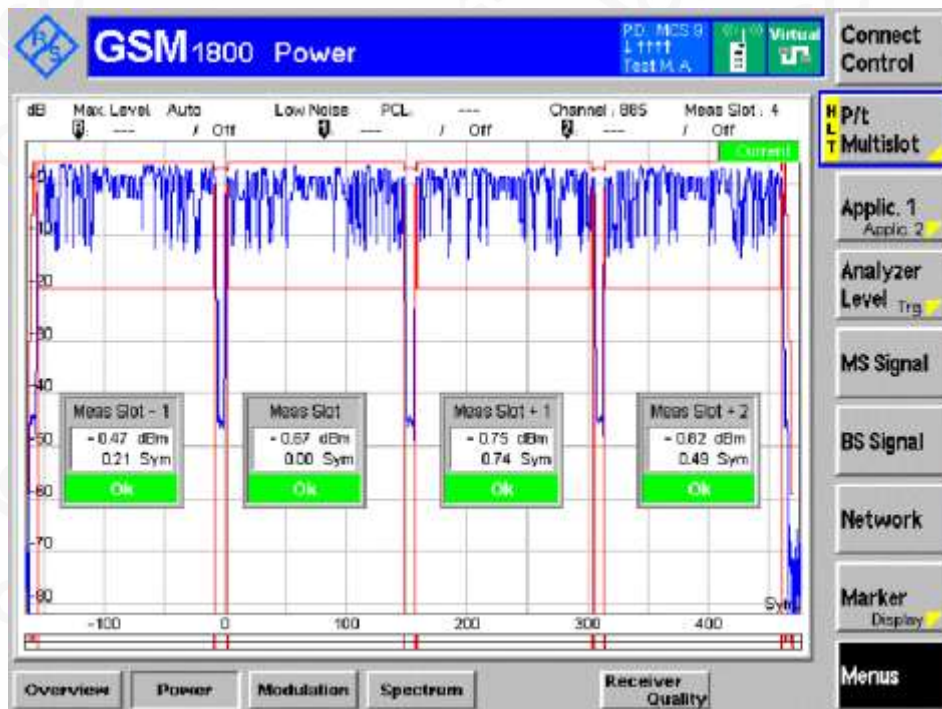 R S
GSM 1800 Power
P.D. MCS 9
↓ ↑↑↑↑
Test M. A.
Virtual
Connect
Control
dB Max. Level Auto Low Noise PCL: --- Channel : 885 Meas Slot : 4
--- / Off --- / Off --- / Off
Current
H L T
P/t
Multislot
-10
-20
-30
-40
-50
-60
-70
-80
-100 0 100 200 300 400
Sym
Meas Slot - 1
- 0.47 dBm
0.21 Sym
Ok
Meas Slot
- 0.67 dBm
0.00 Sym
Ok
Meas Slot + 1
- 0.75 dBm
0.74 Sym
Ok
Meas Slot + 2
- 0.62 dBm
0.49 Sym
Ok
Applic. 1
Applic. 2
Analyzer
Level Trg
MS Signal
BS Signal
Network
Marker
Display
Menus
Overview Power Modulation Spectrum Receiver
Quality